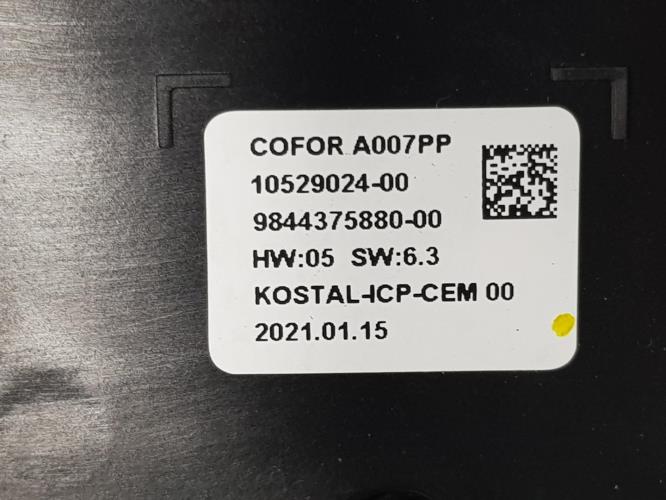 COFOR A007PP
10529024-00
9844375880-00
HW:05 SW:6.3
KOSTAL-ICP-CEM 00
2021.01.15